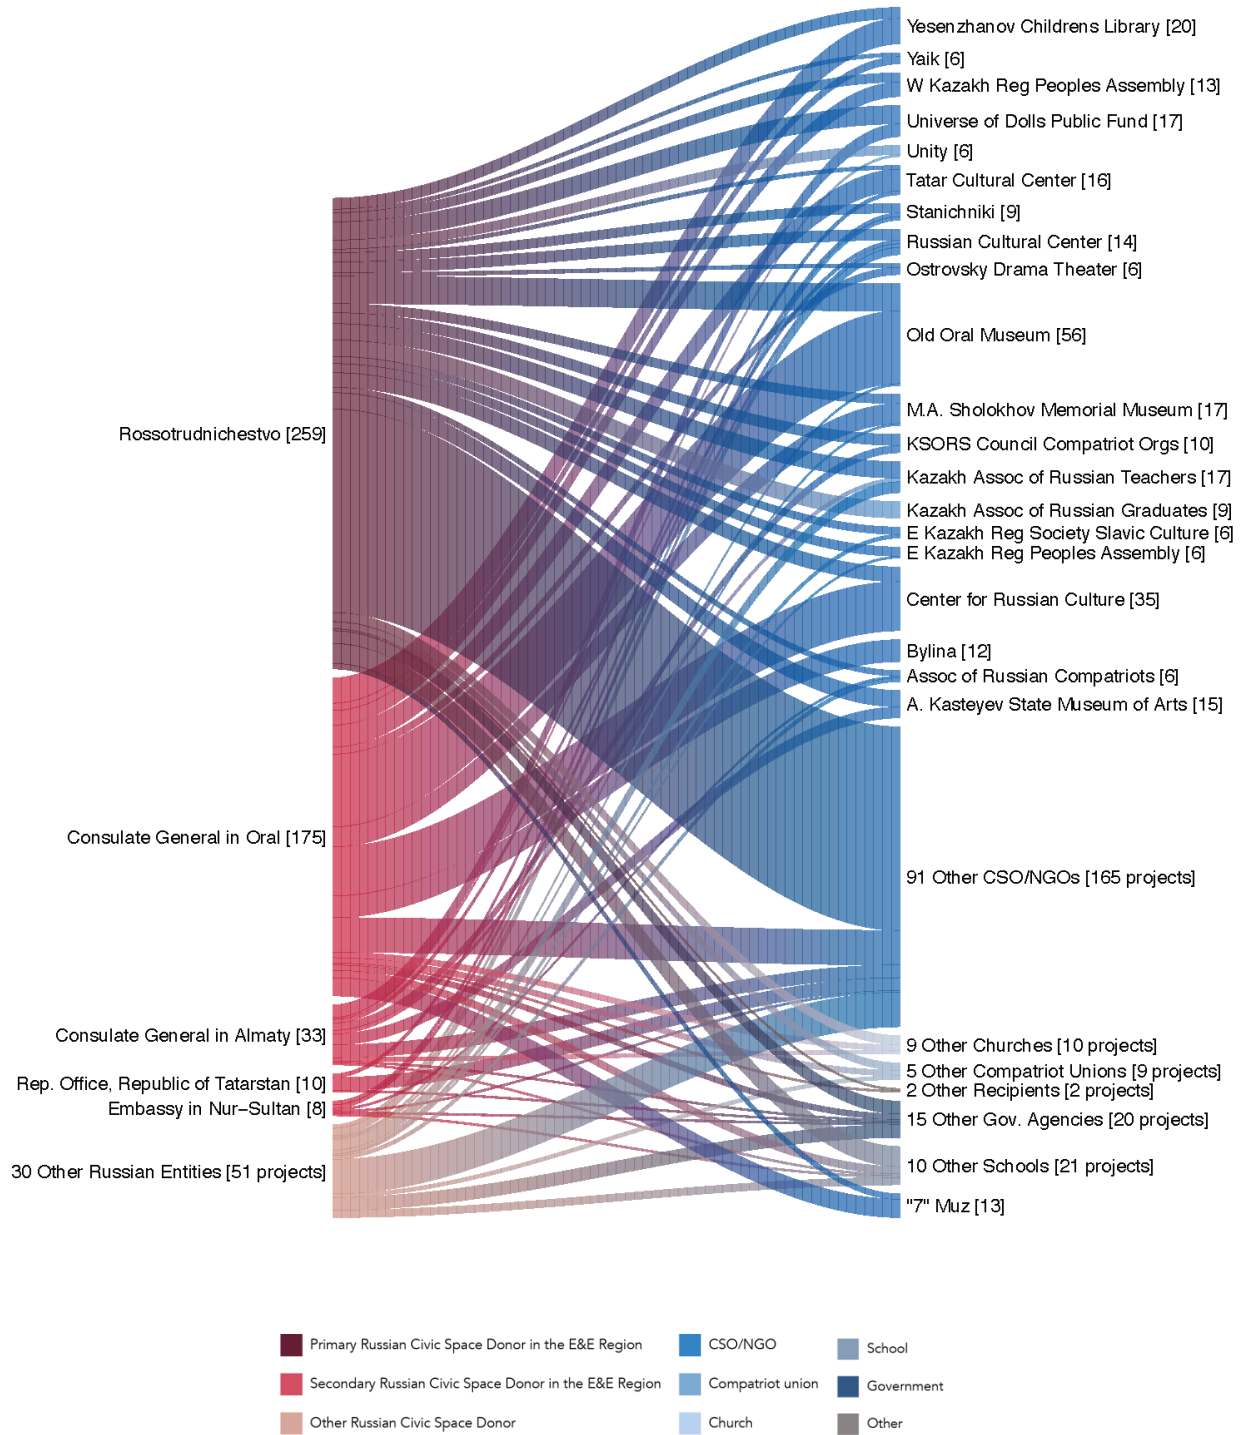 Rossotrudnichestvo [259]
Consulate General in Oral [175]
Consulate General in Almaty [33]
Rep. Office, Republic of Tatarstan [10]
Embassy in Nur−Sultan [8]
30 Other Russian Entities [51 projects]
Yesenzhanov Childrens Library [20]
Yaik [6]
W Kazakh Reg Peoples Assembly [13]
Universe of Dolls Public Fund [17]
Unity [6]
Tatar Cultural Center [16]
Stanichniki [9]
Russian Cultural Center [14]
Ostrovsky Drama Theater [6]
Old Oral Museum [56]
M.A. Sholokhov Memorial Museum [17]
KSORS Council Compatriot Orgs [10]
Kazakh Assoc of Russian Teachers [17]
Kazakh Assoc of Russian Graduates [9]
E Kazakh Reg Society Slavic Culture [6]
E Kazakh Reg Peoples Assembly [6]
Center for Russian Culture [35]
Bylina [12]
Assoc of Russian Compatriots [6]
A. Kasteyev State Museum of Arts [15]
91 Other CSO/NGOs [165 projects]
9 Other Churches [10 projects]
5 Other Compatriot Unions [9 projects]
2 Other Recipients [2 projects]
15 Other Gov. Agencies [20 projects]
10 Other Schools [21 projects]
"7" Muz [13]
Primary Russian Civic Space Donor in the E&E Region
Secondary Russian Civic Space Donor in the E&E Region
Other Russian Civic Space Donor
CSO/NGO
Compatriot union
Church
School
Government
Other